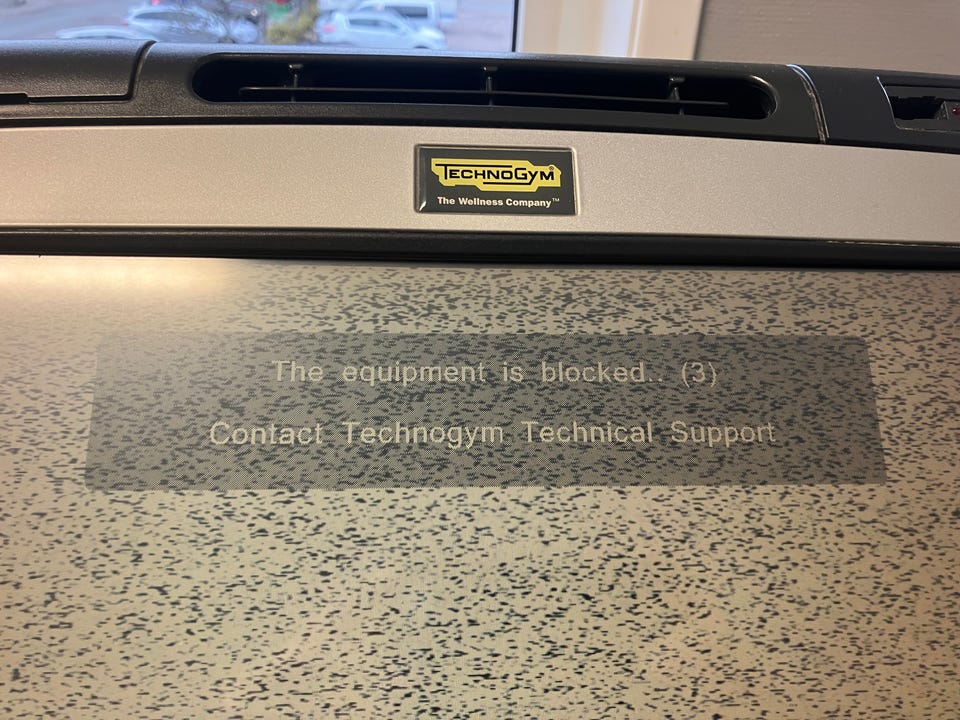 TECHNOGYM®
The Wellness Company™
The equipment is blocked.. (3)
Contact Technogym Technical Support